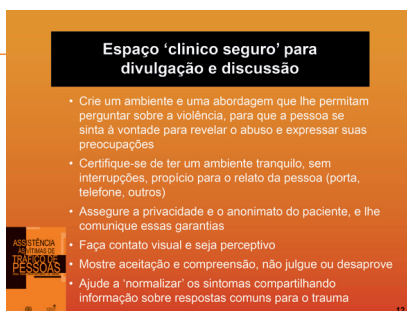 Espaço ‘clinico seguro’ para
divulgação e discussão
• Crie um ambiente e uma abordagem que lhe permitam
perguntar sobre a violência, para que a pessoa se
sinta à vontade para revelar o abuso e expressar suas
preocupações
• Certifique-se de ter um ambiente tranquilo, sem
interrupções, propício para o relato da pessoa (porta,
telefone, outros)
• Assegure a privacidade e o anonimato do paciente, e lhe
comunique essas garantias
• Faça contato visual e seja perceptivo
• Mostre aceitação e compreensão, não julgue ou desaprove
• Ajude a ‘normalizar’ os sintomas compartilhando
informação sobre respostas comuns para o trauma
ASSISTÊNCIA
ÀS VÍTIMAS DE
TRÁFICO DE
PESSOAS
12